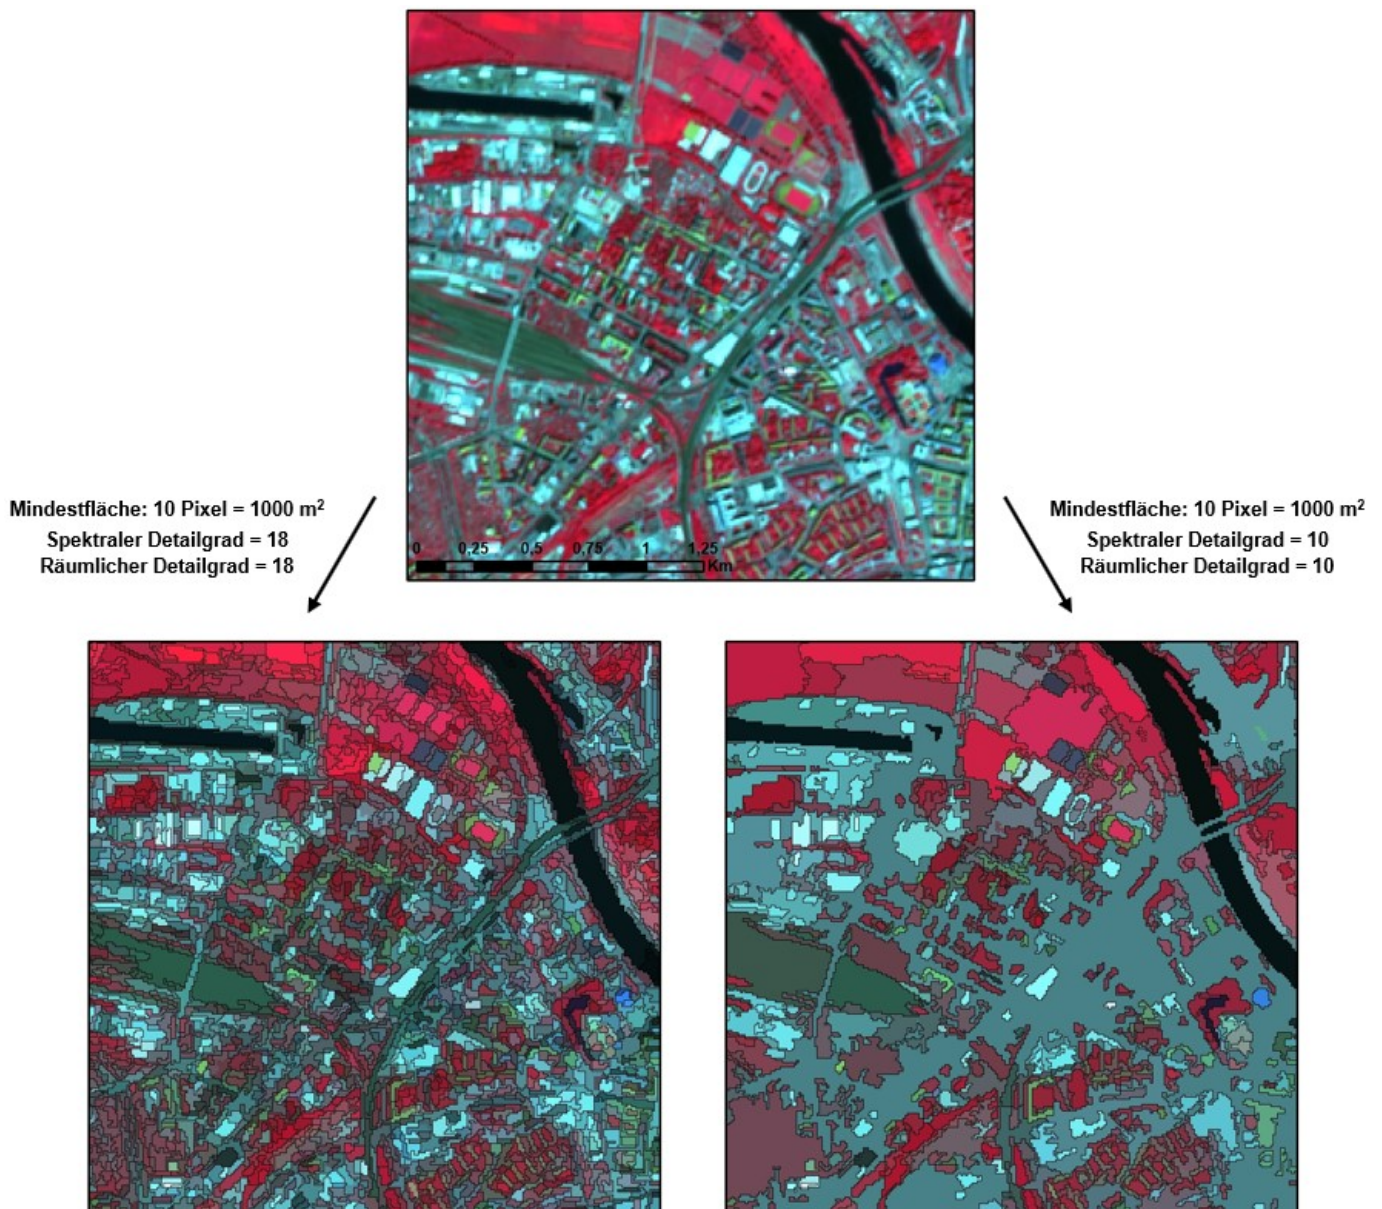 0 0,25 0,5 0,75 1 1,25
Km
Mindestfläche: 10 Pixel = 1000 m²
Spektraler Detailgrad = 18
Räumlicher Detailgrad = 18
Mindestfläche: 10 Pixel = 1000 m²
Spektraler Detailgrad = 10
Räumlicher Detailgrad = 10